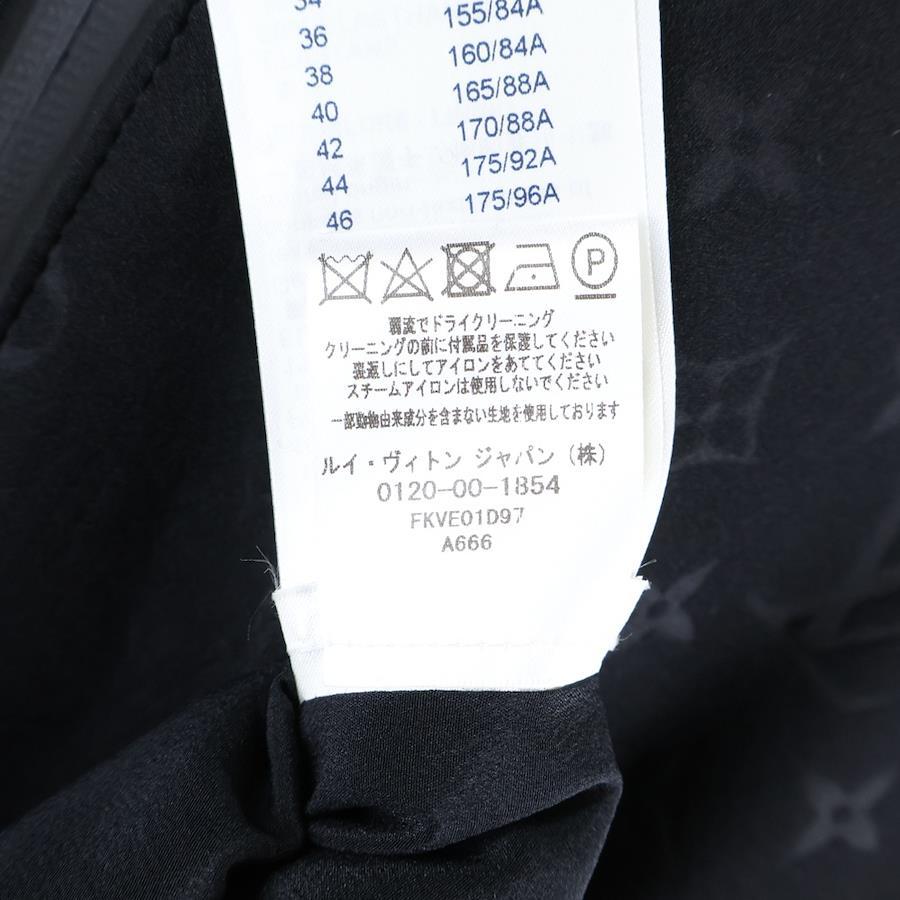 34 155/84A
36 160/84A
38 165/88A
40 170/88A
42 175/92A
44 175/96A
46
P
弱流でドライクリーニング
クリーニングの前に付属品を保護してください
裏返しにしてアイロンをあててください
スチームアイロンは使用しないでください
一部動物由来成分を含まない生地を使用しております
ルイ・ヴィトン ジャパン (株)
0120-00-1854
FKVE01D97
A666